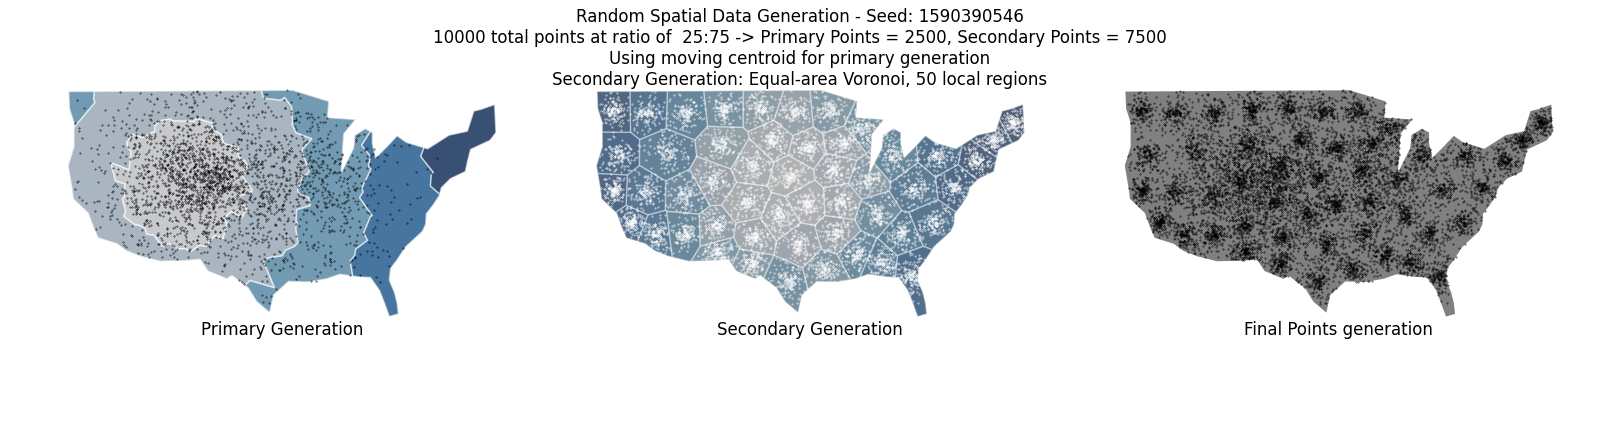 Random Spatial Data Generation - Seed: 1590390546
10000 total points at ratio of  25:75 -> Primary Points = 2500, Secondary Points = 7500
Using moving centroid for primary generation
Secondary Generation: Equal-area Voronoi, 50 local regions
Primary Generation
Secondary Generation
Final Points generation